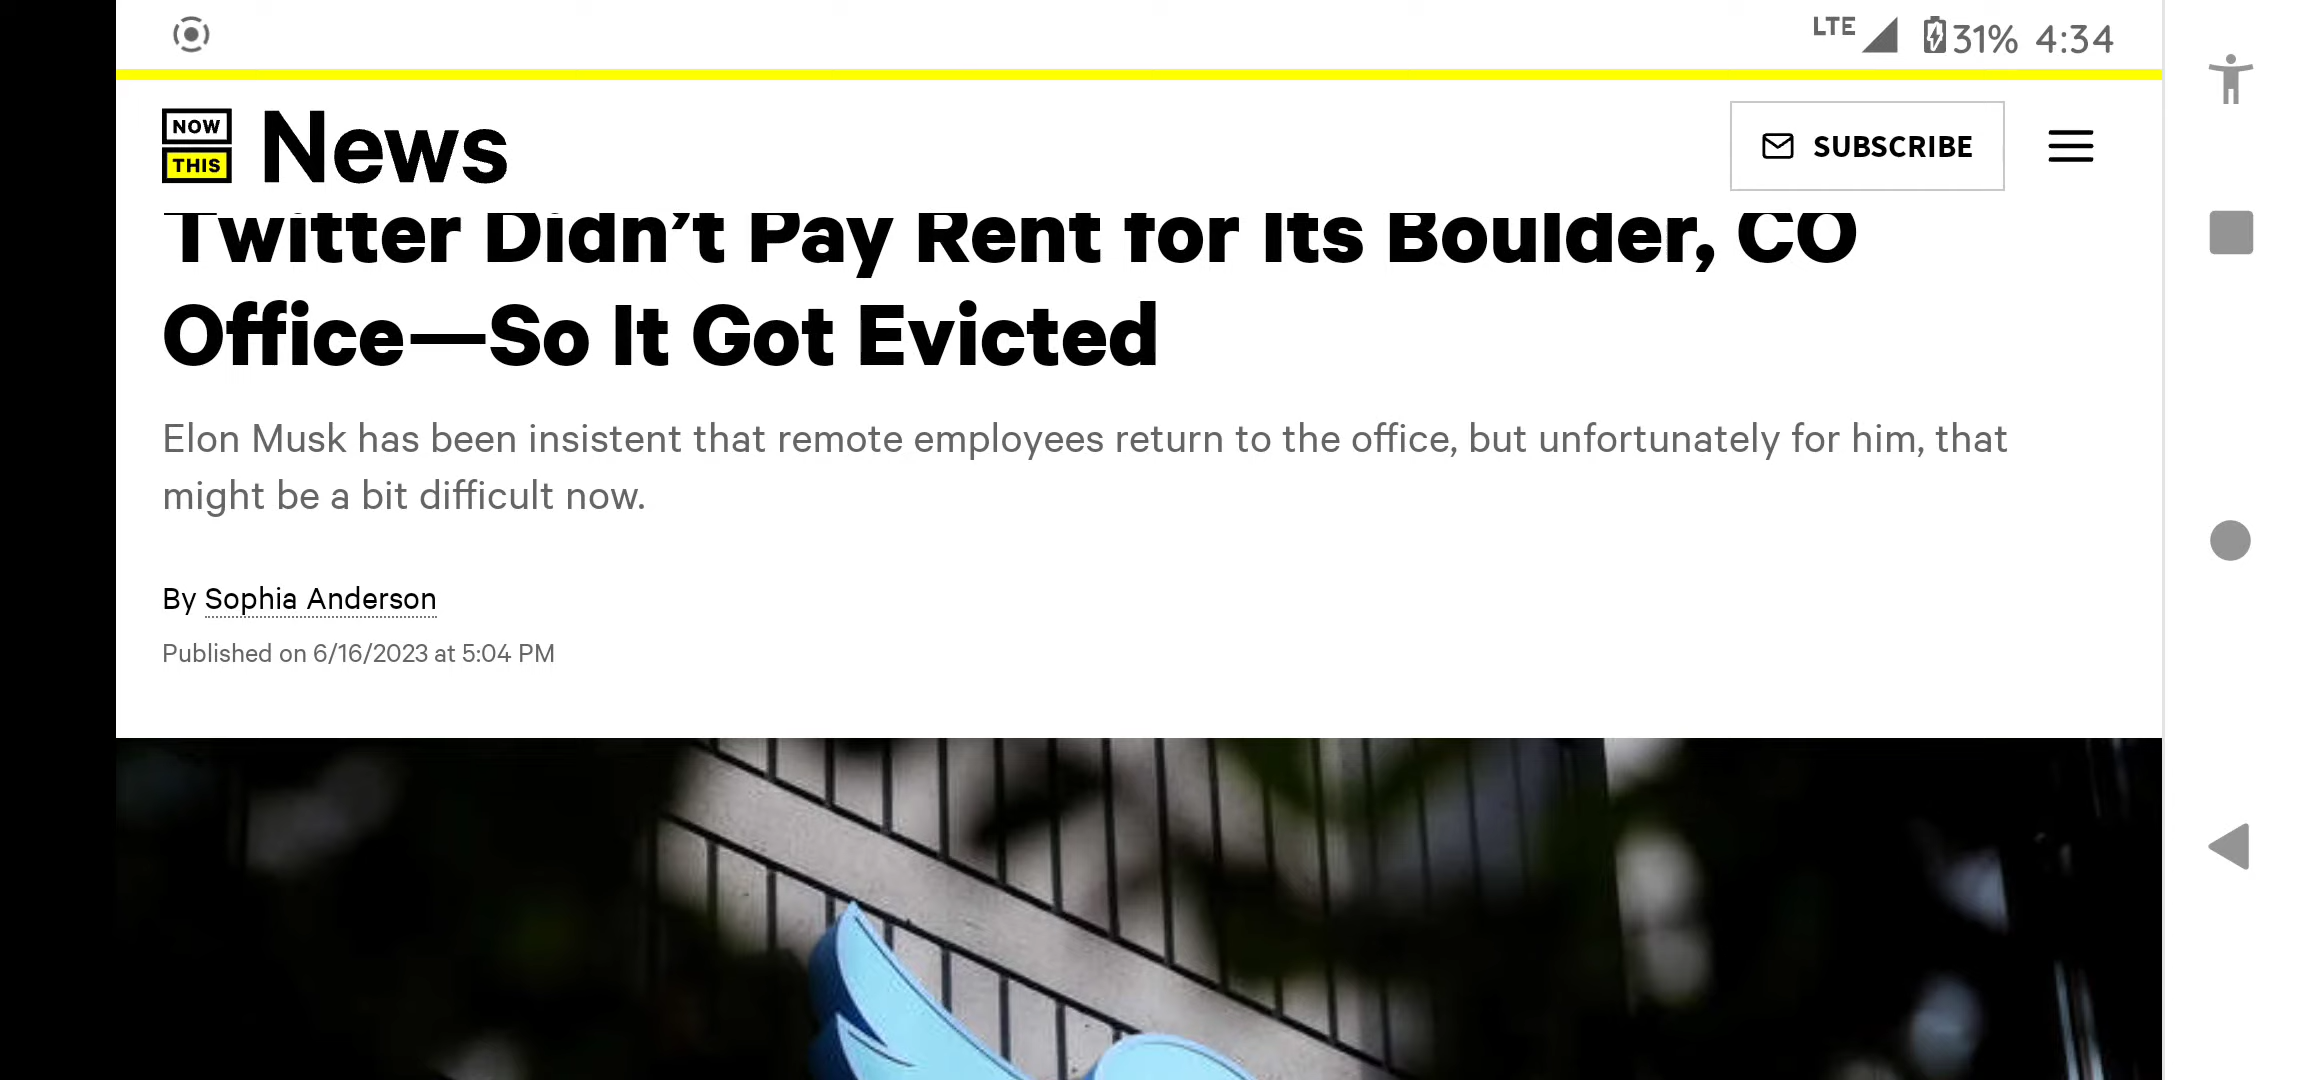 LTE 31% 4:34
NOW
THIS
News
SUBSCRIBE
Twitter Didn’t Pay Rent for Its Boulder, CO
Office—So It Got Evicted
Elon Musk has been insistent that remote employees return to the office, but unfortunately for him, that
might be a bit difficult now.
By Sophia Anderson
Published on 6/16/2023 at 5:04 PM